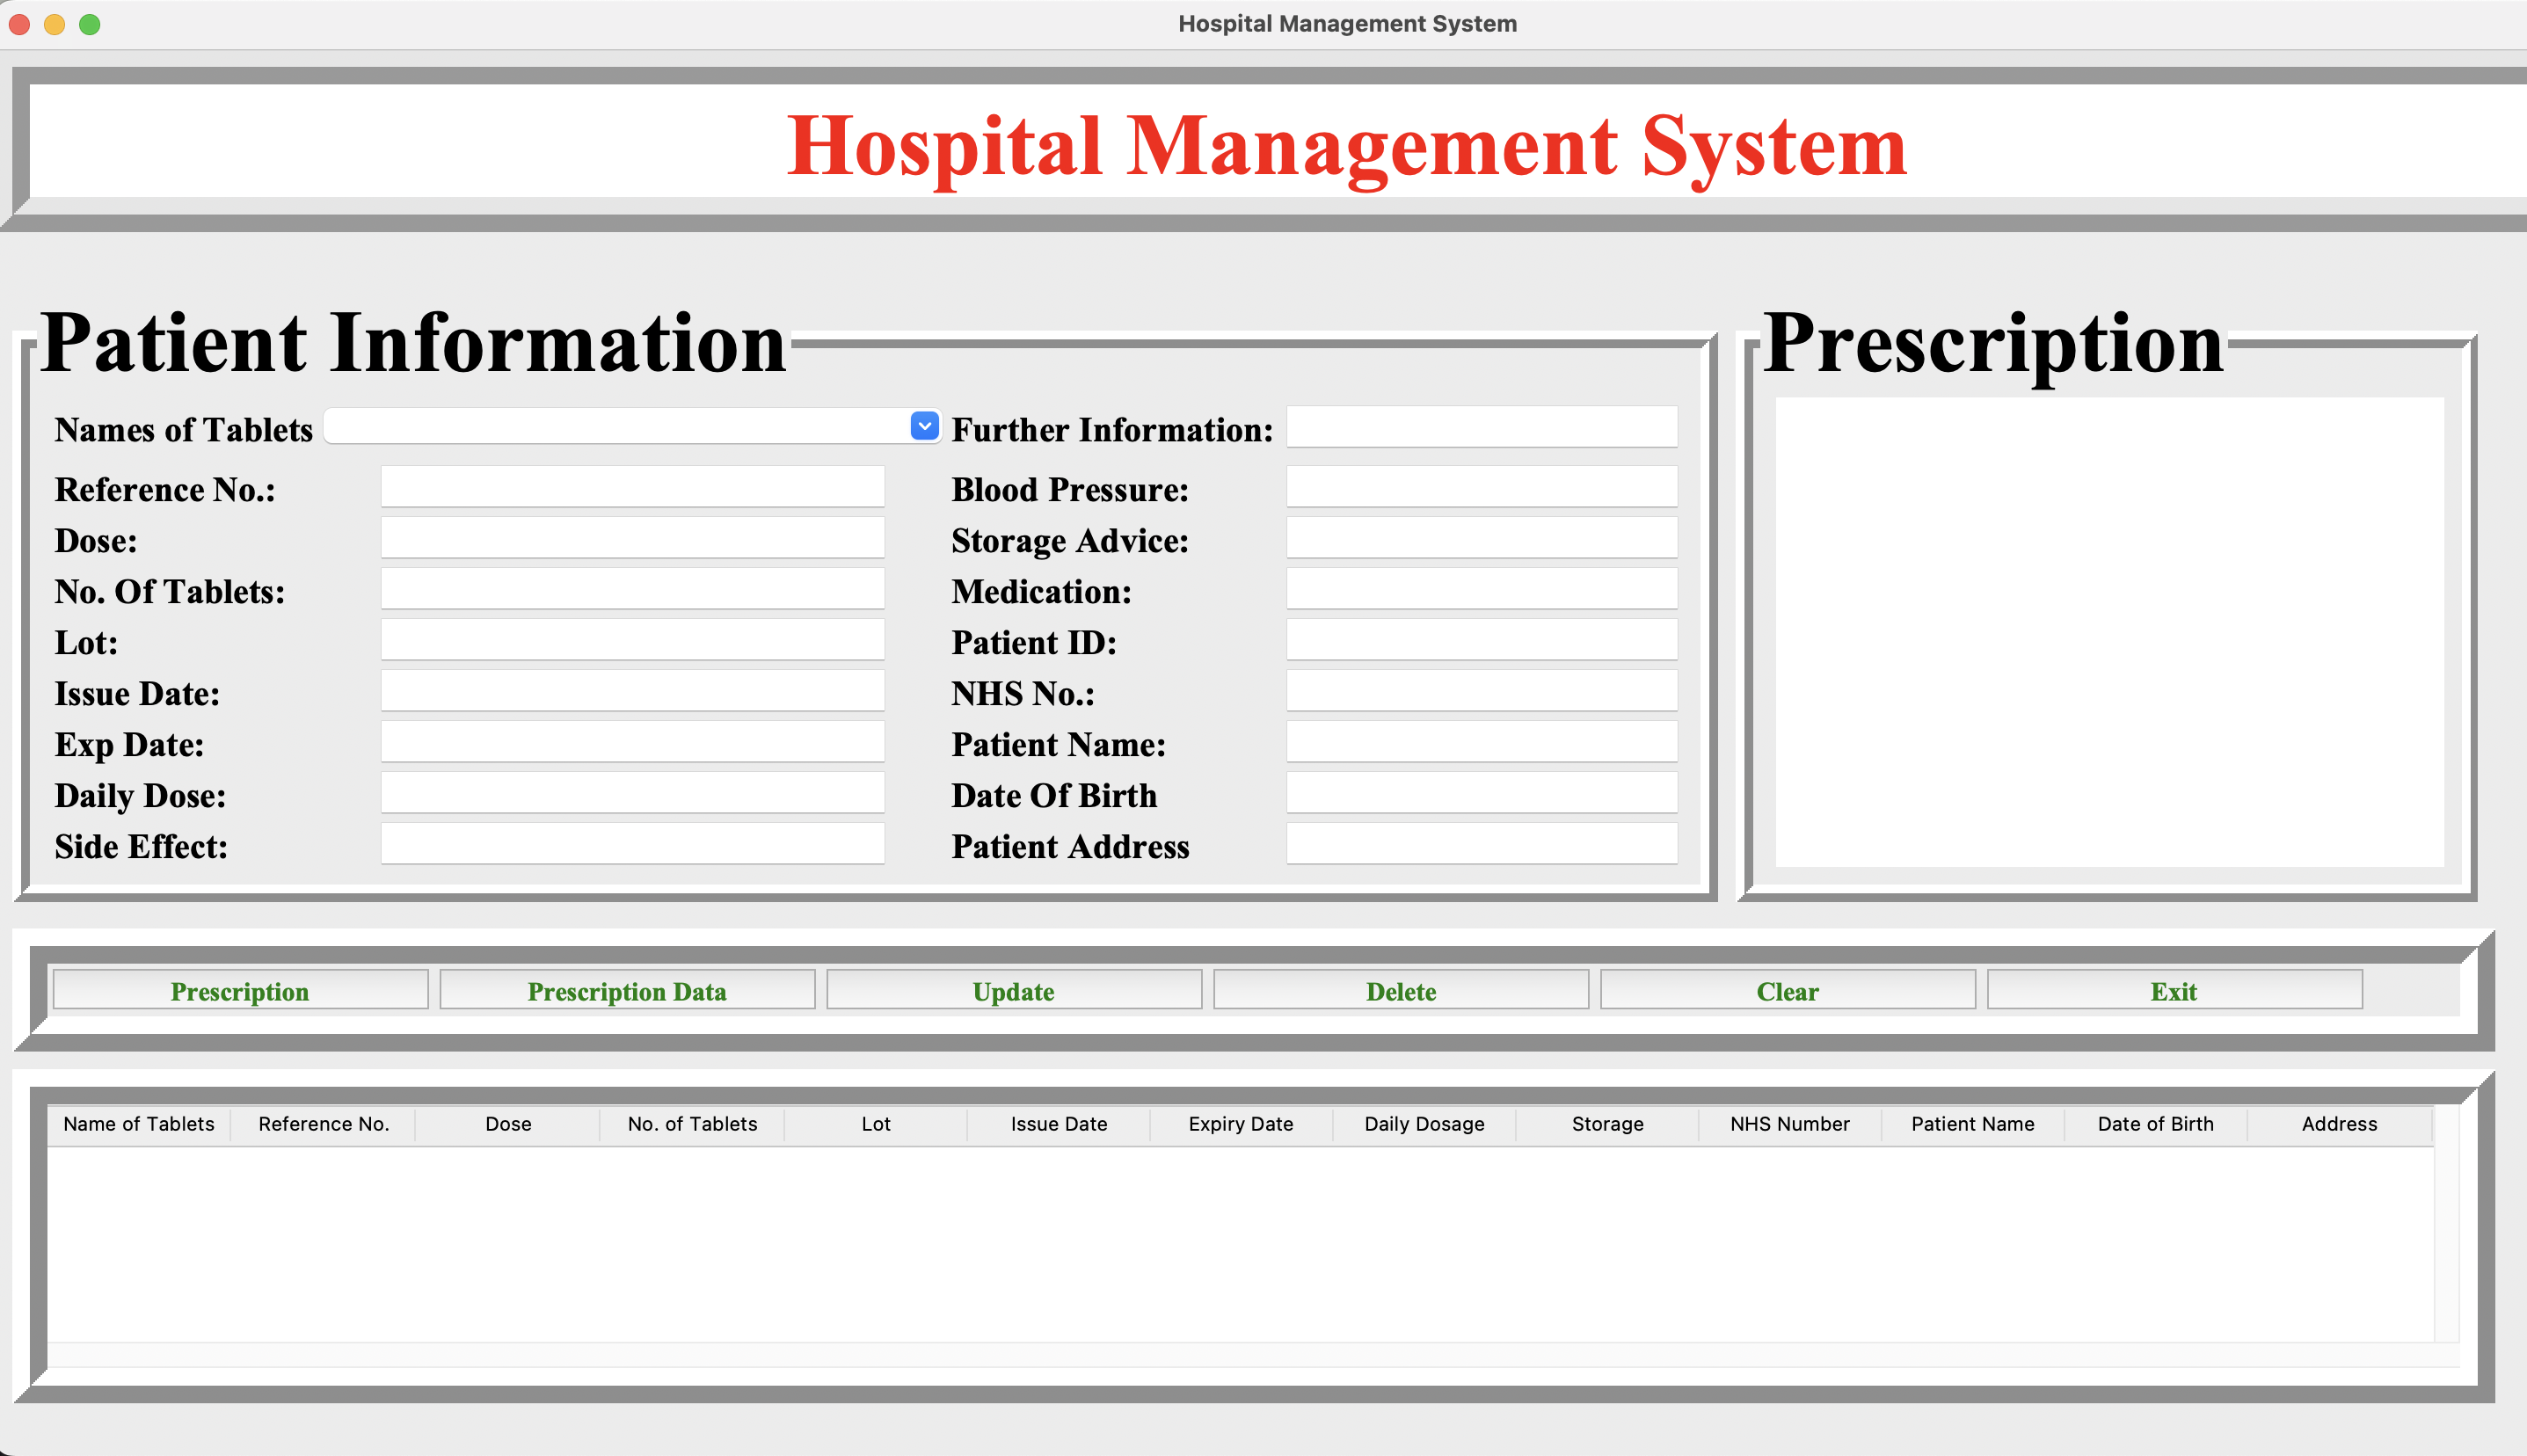 Hospital Management System
Hospital Management System
Patient Information
Prescription
Names of Tablets
Further Information:
Reference No.:
Blood Pressure:
Dose:
Storage Advice:
No. Of Tablets:
Medication:
Lot:
Patient ID:
Issue Date:
NHS No.:
Exp Date:
Patient Name:
Daily Dose:
Date Of Birth
Side Effect:
Patient Address
Prescription Prescription Data Update Delete Clear Exit
Name of Tablets Reference No. Dose No. of Tablets Lot Issue Date Expiry Date Daily Dosage Storage NHS Number Patient Name Date of Birth Address